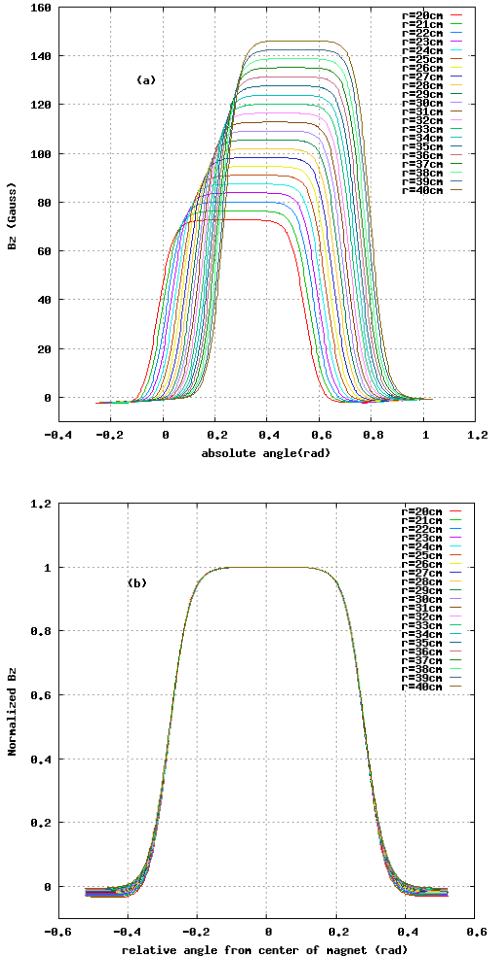 160
140
120
100
80
60
40
20
0
Bz (Gauss)
(a)
r=20cm
r=21cm
r=22cm
r=23cm
r=24cm
r=25cm
r=26cm
r=27cm
r=28cm
r=29cm
r=30cm
r=31cm
r=32cm
r=33cm
r=34cm
r=35cm
r=36cm
r=37cm
r=38cm
r=39cm
r=40cm
-0.4 -0.2 0 0.2 0.4 0.6 0.8 1 1.2
absolute angle(rad)
1.2
1
0.8
0.6
0.4
0.2
0
Normalized Bz
(b)
r=20cm
r=21cm
r=22cm
r=23cm
r=24cm
r=25cm
r=26cm
r=27cm
r=28cm
r=29cm
r=30cm
r=31cm
r=32cm
r=33cm
r=34cm
r=35cm
r=36cm
r=37cm
r=38cm
r=39cm
r=40cm
-0.6 -0.4 -0.2 0 0.2 0.4 0.6
relative angle from center of magnet (rad)